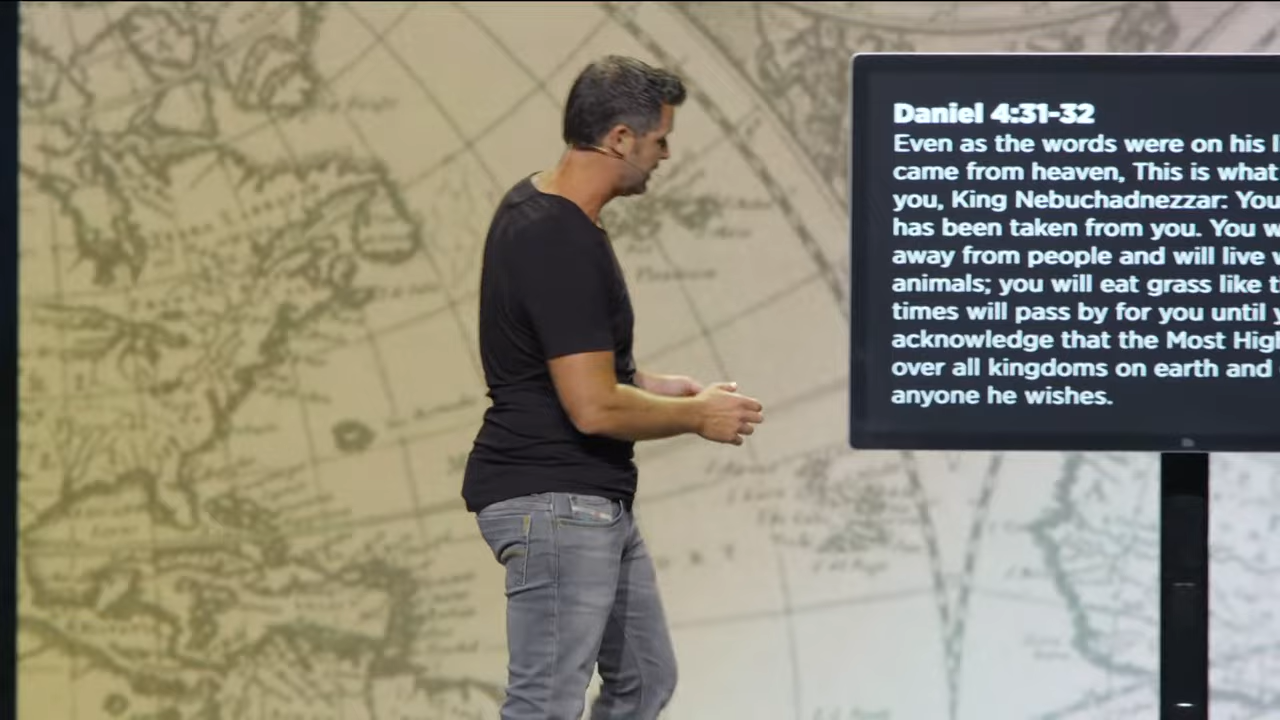 Daniel 4:31-32
Even as the words were on his
came from heaven, This is what
you, King Nebuchadnezzar: You
has been taken from you. You
away from people and will live
animals; you will eat grass like
times will pass by for you until
acknowledge that the Most High
over all kingdoms on earth and
anyone he wishes.